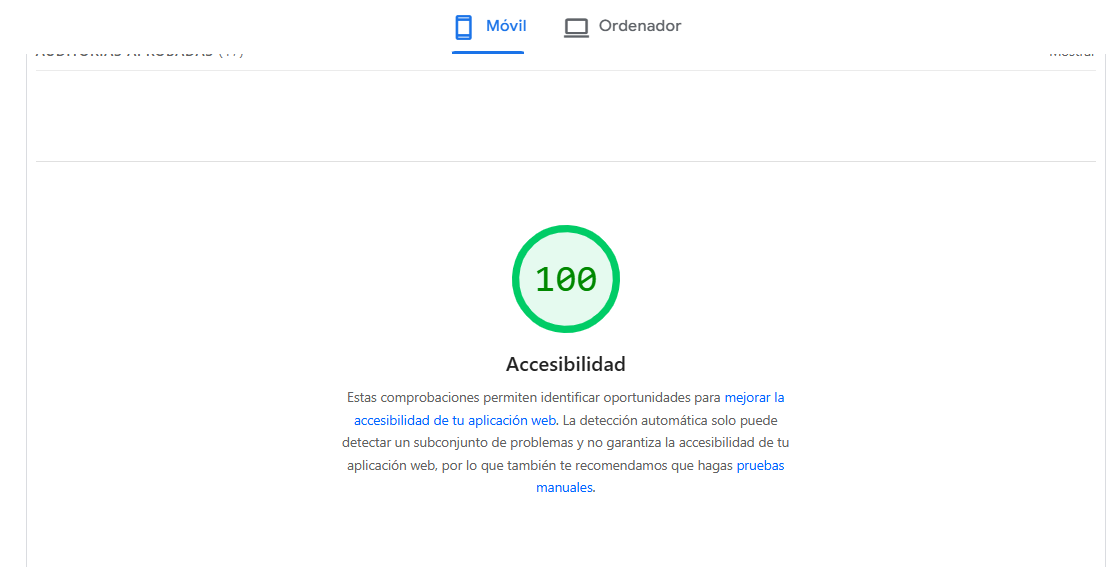 Móvil
Ordenador
100
Accesibilidad
Estas comprobaciones permiten identificar oportunidades para mejorar la
accesibilidad de tu aplicación web. La detección automática solo puede
detectar un subconjunto de problemas y no garantiza la accesibilidad de tu
aplicación web, por lo que también te recomendamos que hagas pruebas
manuales.